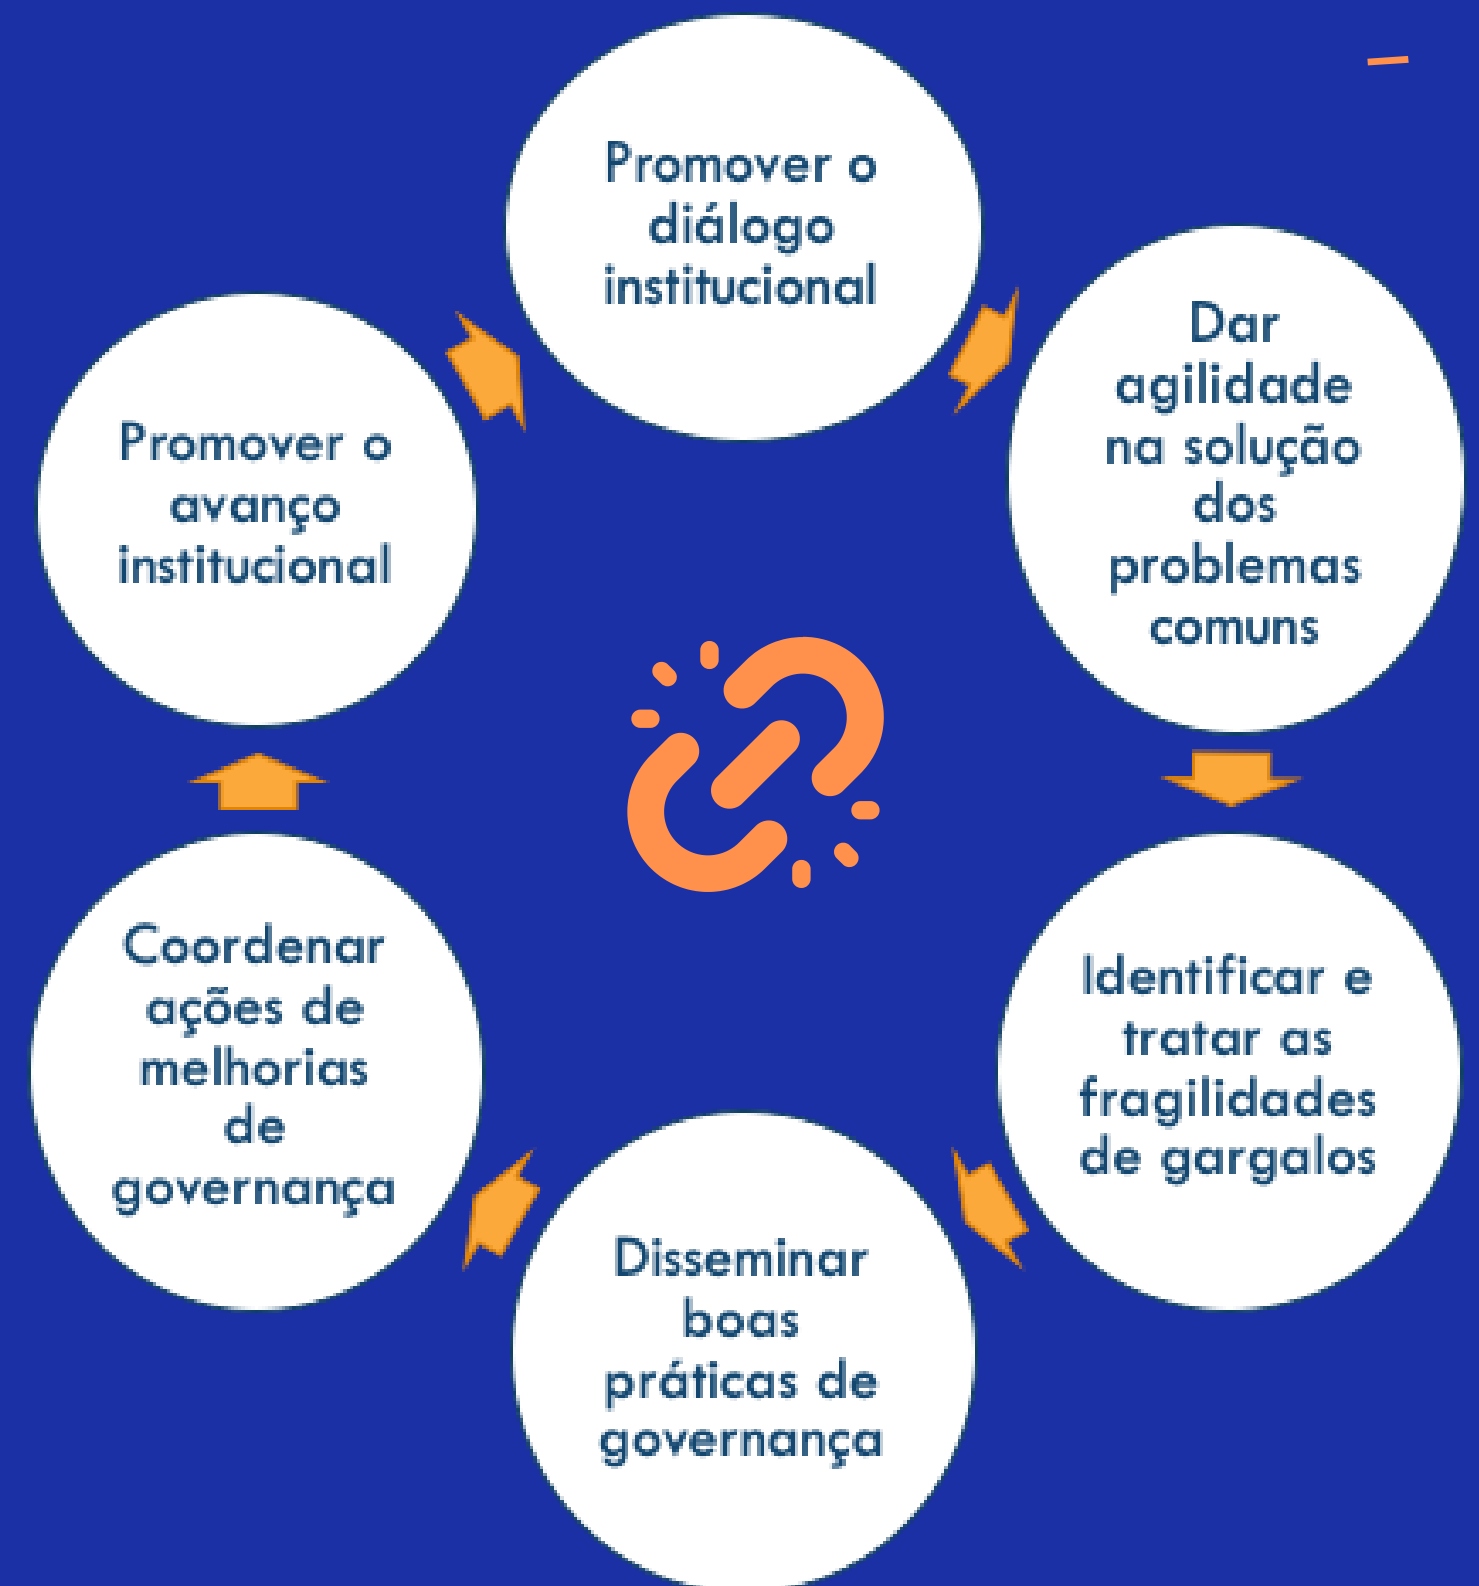 Promover o
diálogo
institucional
Dar
agilidade
na solução
dos
problemas
comuns
Identificar e
tratar as
fragilidades
de gargalos
Disseminar
boas
práticas de
governança
Coordenar
ações de
melhorias
de
governança
Promover o
avanço
institucional